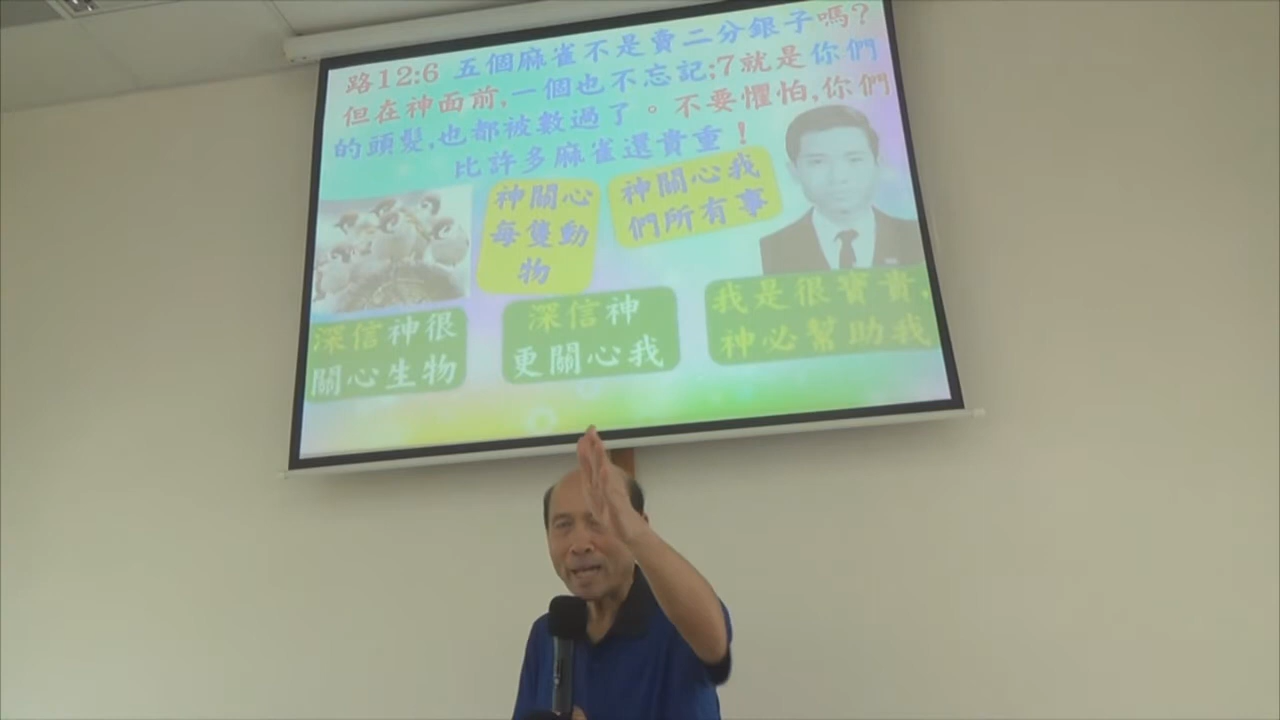 路12:6 五個麻雀不是賣二分銀子嗎?
但在神面前,一個也不忘記;7就是你們
的頭髮,也都被數過了。不要懼怕,你們
比許多麻雀還貴重!
神關心
每隻動
物
神關心我
們所有事
深信神很
關心生物
深信神
更關心我
我是很寶貴,
神必幫助我